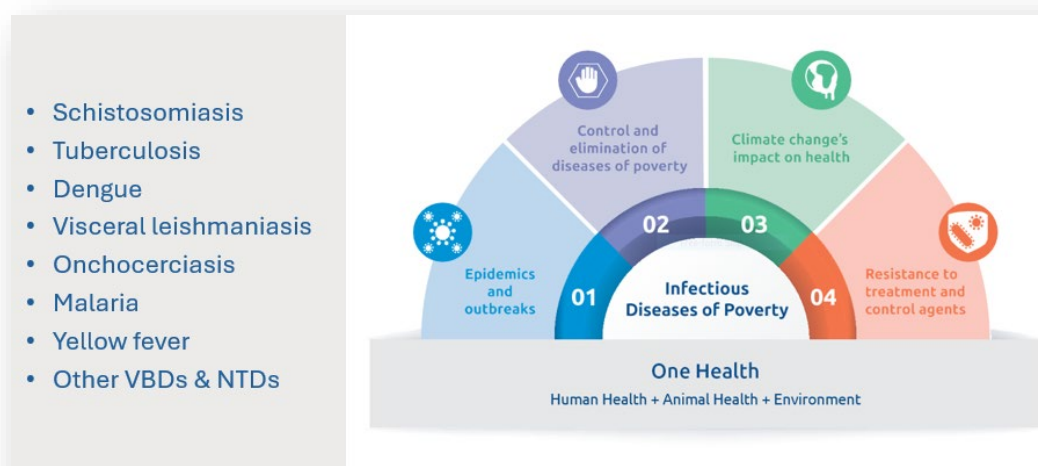 • Schistosomiasis
• Tuberculosis
• Dengue
• Visceral leishmaniasis
• Onchocerciasis
• Malaria
• Yellow fever
• Other VBDs & NTDs
Epidemics
and
outbreaks
01
Control and
elimination of
diseases of poverty
02
Climate change's
impact on health
03
Resistance to
treatment and
control agents
04
Infectious
Diseases of Poverty
One Health
Human Health + Animal Health + Environment